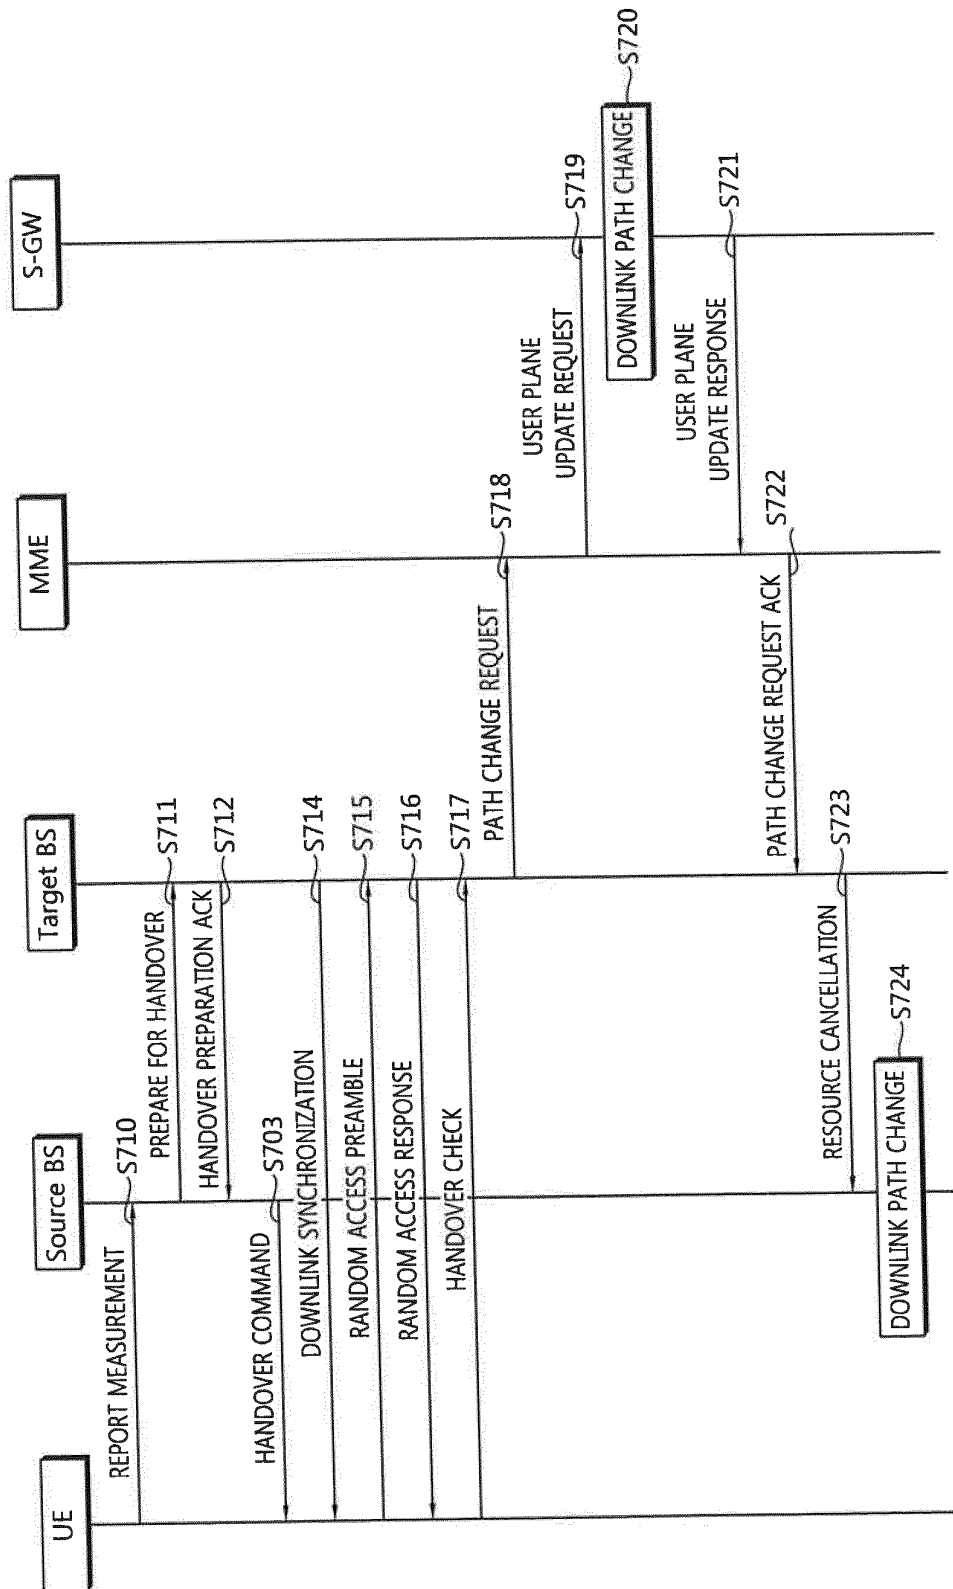 UE
Source BS
Target BS
MME
S-GW
REPORT MEASUREMENT
S710
PREPARE FOR HANDOVER
S711
HANDOVER PREPARATION ACK
S712
HANDOVER COMMAND
S703
DOWNLINK SYNCHRONIZATION
S714
RANDOM ACCESS PREAMBLE
S715
RANDOM ACCESS RESPONSE
S716
HANDOVER CHECK
S717
PATH CHANGE REQUEST
S718
USER PLANE
UPDATE REQUEST
S719
DOWNLINK PATH CHANGE
S720
USER PLANE
UPDATE RESPONSE
S721
PATH CHANGE REQUEST ACK
S722
RESOURCE CANCELLATION
S723
DOWNLINK PATH CHANGE
S724